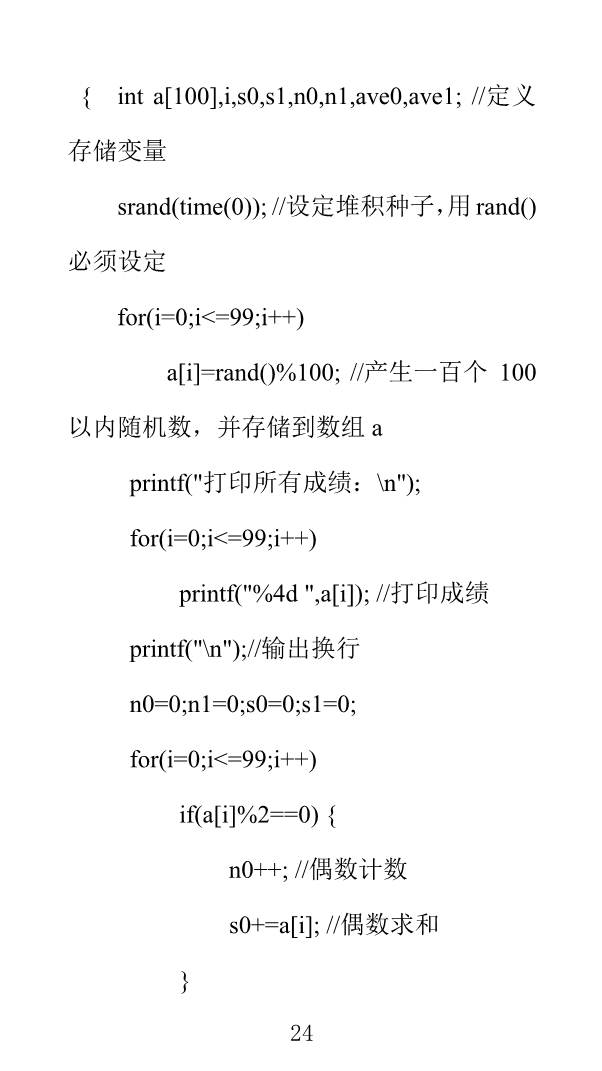 { int a[100],i,s0,s1,n0,n1,ave0,ave1; //定义
存储变量
srand(time(0)); //设定堆积种子,用 rand()
必须设定
for(i=0;i<=99;i++)
a[i]=rand()%100; //产生一百个 100
以内随机数，并存储到数组 a
printf("打印所有成绩：\n");
for(i=0;i<=99;i++)
printf("%4d ",a[i]); //打印成绩
printf("\n");//输出换行
n0=0;n1=0;s0=0;s1=0;
for(i=0;i<=99;i++)
if(a[i]%2==0) {
n0++; //偶数计数
s0+=a[i]; //偶数求和
}
24